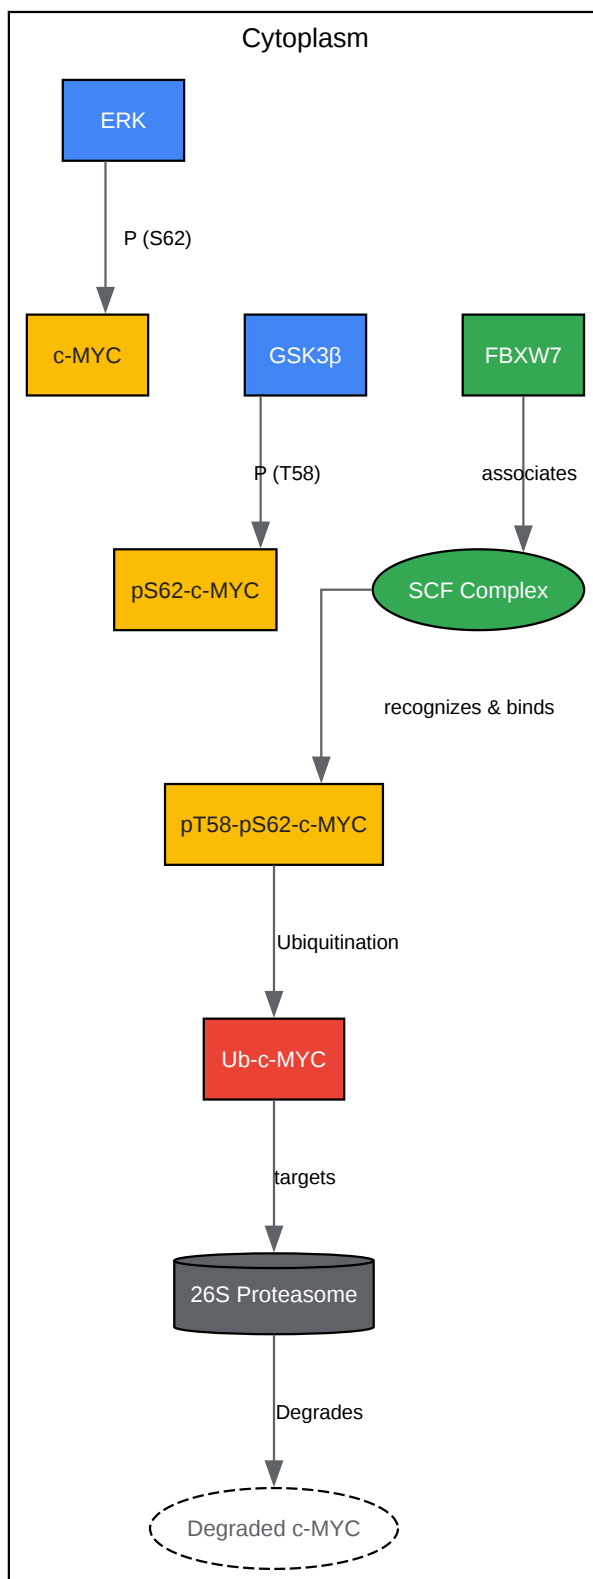 Cytoplasm
ERK
P (S62)
c-MYC
GSK3β
FBXW7
P (T58)
associates
pS62-c-MYC
SCF Complex
recognizes & binds
pT58-pS62-c-MYC
Ubiquitination
Ub-c-MYC
targets
26S Proteasome
Degrades
Degraded c-MYC